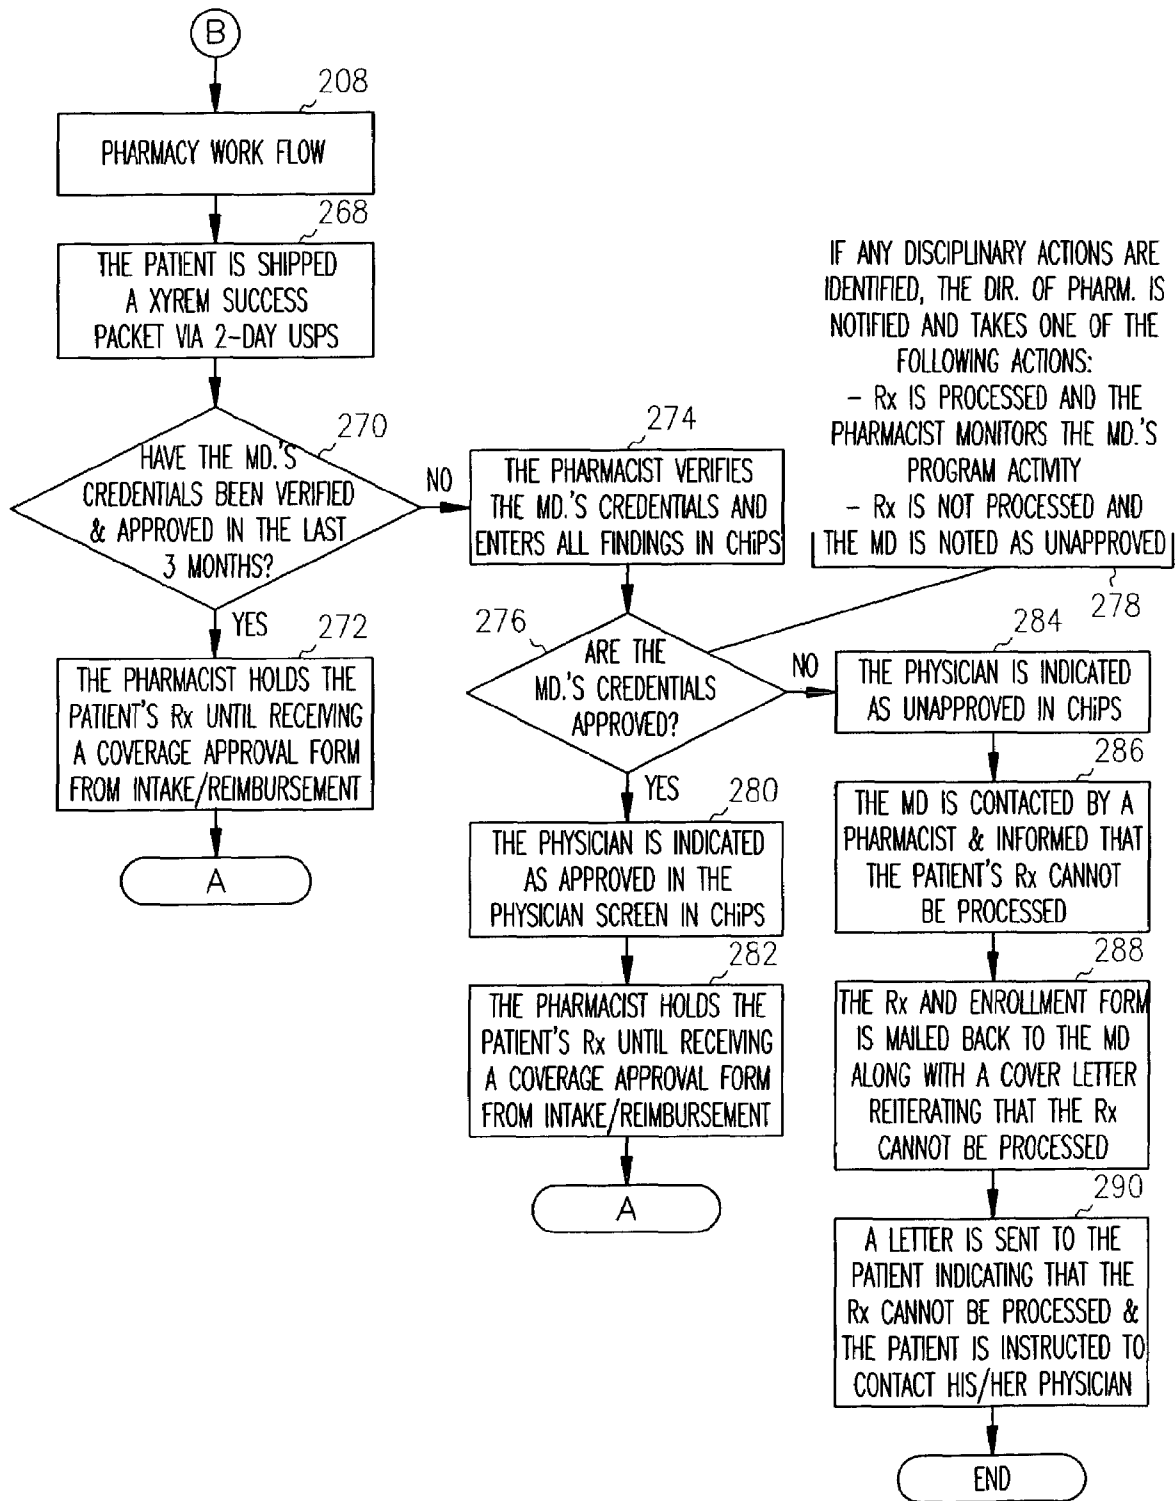 B
208
PHARMACY WORK FLOW
268
THE PATIENT IS SHIPPED
A XYREM SUCCESS
PACKET VIA 2-DAY USPS
270
HAVE THE MD.'S
CREDENTIALS BEEN VERIFIED
& APPROVED IN THE LAST
3 MONTHS?
NO
YES
272
THE PHARMACIST HOLDS THE
PATIENT'S Rx UNTIL RECEIVING
A COVERAGE APPROVAL FORM
FROM INTAKE/REIMBURSEMENT
A
274
THE PHARMACIST VERIFIES
THE MD.'S CREDENTIALS AND
ENTERS ALL FINDINGS IN CHiPS
276
ARE THE
MD.'S CREDENTIALS
APPROVED?
NO
YES
IF ANY DISCIPLINARY ACTIONS ARE
IDENTIFIED, THE DIR. OF PHARM. IS
NOTIFIED AND TAKES ONE OF THE
FOLLOWING ACTIONS:
- Rx IS PROCESSED AND THE
PHARMACIST MONITORS THE MD.'S
PROGRAM ACTIVITY
- Rx IS NOT PROCESSED AND
THE MD IS NOTED AS UNAPPROVED
278
280
THE PHYSICIAN IS INDICATED
AS APPROVED IN THE
PHYSICIAN SCREEN IN CHiPS
282
THE PHARMACIST HOLDS THE
PATIENT'S Rx UNTIL RECEIVING
A COVERAGE APPROVAL FORM
FROM INTAKE/REIMBURSEMENT
A
284
THE PHYSICIAN IS INDICATED
AS UNAPPROVED IN CHiPS
286
THE MD IS CONTACTED BY A
PHARMACIST & INFORMED THAT
THE PATIENT'S Rx CANNOT
BE PROCESSED
288
THE Rx AND ENROLLMENT FORM
IS MAILED BACK TO THE MD
ALONG WITH A COVER LETTER
REITERATING THAT THE Rx
CANNOT BE PROCESSED
290
A LETTER IS SENT TO THE
PATIENT INDICATING THAT THE
Rx CANNOT BE PROCESSED &
THE PATIENT IS INSTRUCTED TO
CONTACT HIS/HER PHYSICIAN
END